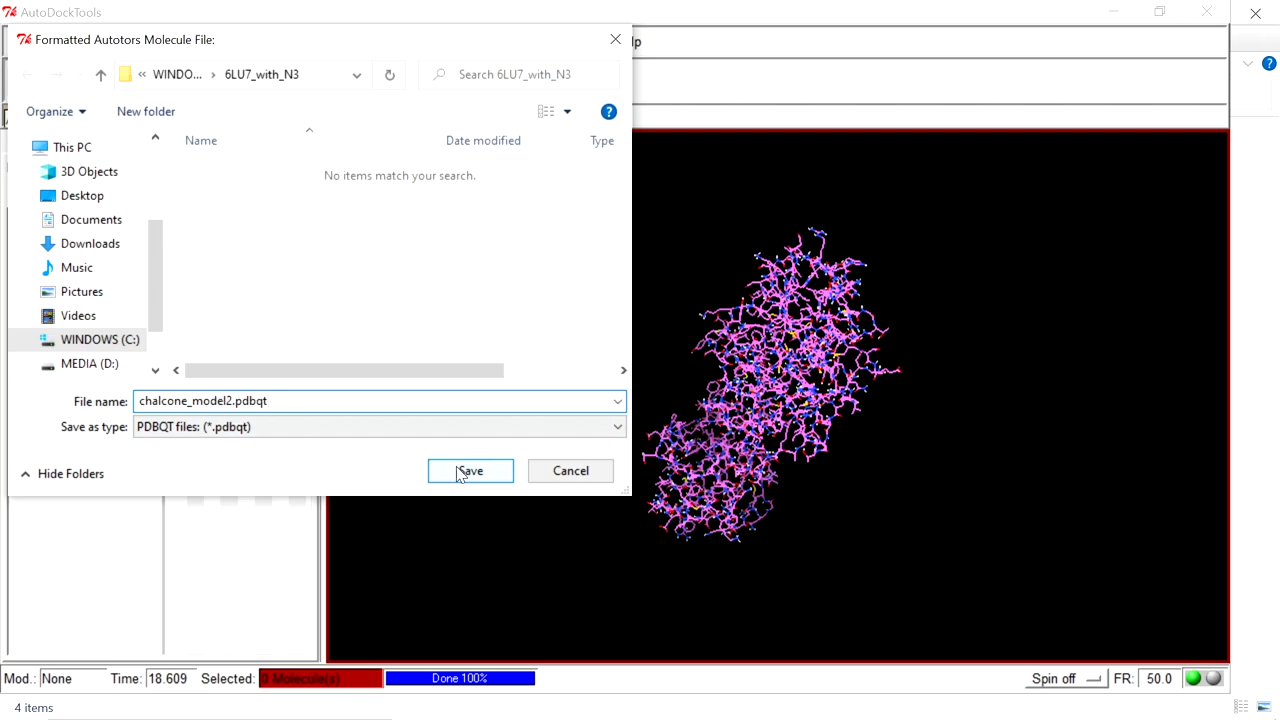 AutoDockTools
Formatted Autotors Molecule File:
lp
« WINDO... › 6LU7_with_N3
Search 6LU7_with_N3
Organize
New folder
Name
Date modified
Type
No items match your search.
This PC
3D Objects
Desktop
Documents
Downloads
Music
Pictures
Videos
WINDOWS (C:)
MEDIA (D:)
File name: chalcone_model2.pdbqt
Save as type: PDBQT files: (*.pdbqt)
Hide Folders
Save
Cancel
Mod.: None Time: 18.609 Selected: 0 Molecule(s) Done 100% Spin off FR: 50.0
4 items